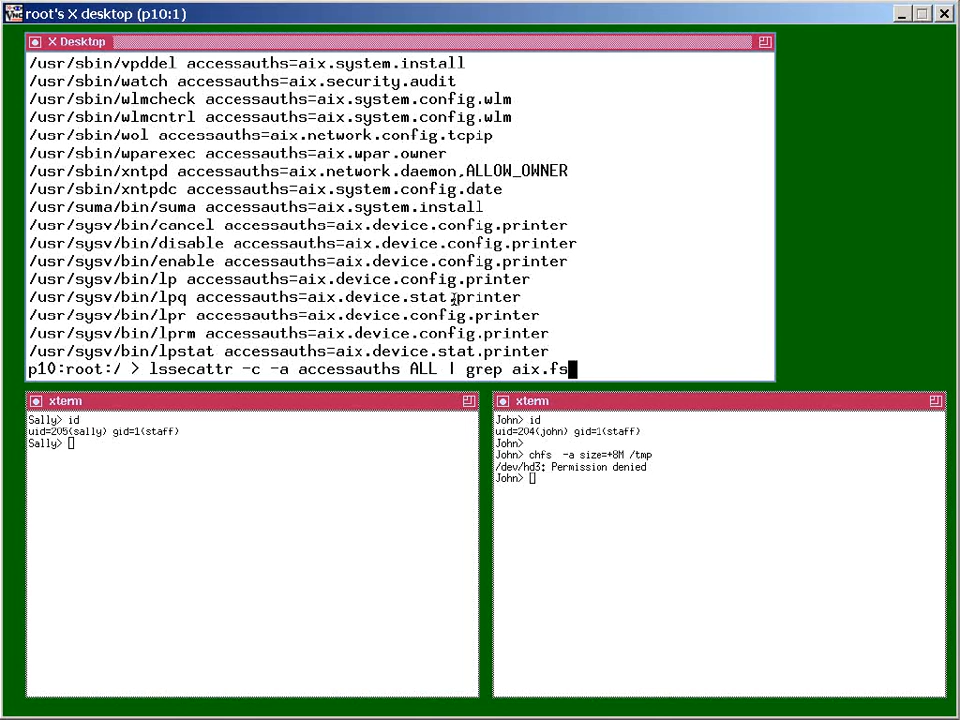 root's X desktop (p10:1)
X Desktop
/usr/sbin/vpddel accessauths=aix.system.install
/usr/sbin/watch accessauths=aix.security.audit
/usr/sbin/wlmcheck accessauths=aix.system.config.wlm
/usr/sbin/wlmcntrl accessauths=aix.system.config.wlm
/usr/sbin/wol accessauths=aix.network.config.tcpip
/usr/sbin/wparexec accessauths=aix.wpar.owner
/usr/sbin/xntpd accessauths=aix.network.daemon,ALLOW_OWNER
/usr/sbin/xntpdc accessauths=aix.system.config.date
/usr/suma/bin/suma accessauths=aix.system.install
/usr/sysv/bin/cancel accessauths=aix.device.config.printer
/usr/sysv/bin/disable accessauths=aix.device.config.printer
/usr/sysv/bin/enable accessauths=aix.device.config.printer
/usr/sysv/bin/lp accessauths=aix.device.config.printer
/usr/sysv/bin/lpq accessauths=aix.device.stat.printer
/usr/sysv/bin/lpr accessauths=aix.device.config.printer
/usr/sysv/bin/lprm accessauths=aix.device.config.printer
/usr/sysv/bin/lpstat accessauths=aix.device.stat.printer
p10:root:/ > lssecattr -c -a accessauths ALL | grep aix.fs
xterm
Sally> id
uid=205(sally) gid=1(staff)
Sally>
xterm
John> id
uid=204(john) gid=1(staff)
John>
John> chfs  -a size=+8M /tmp
/dev/hd3: Permission denied
John>